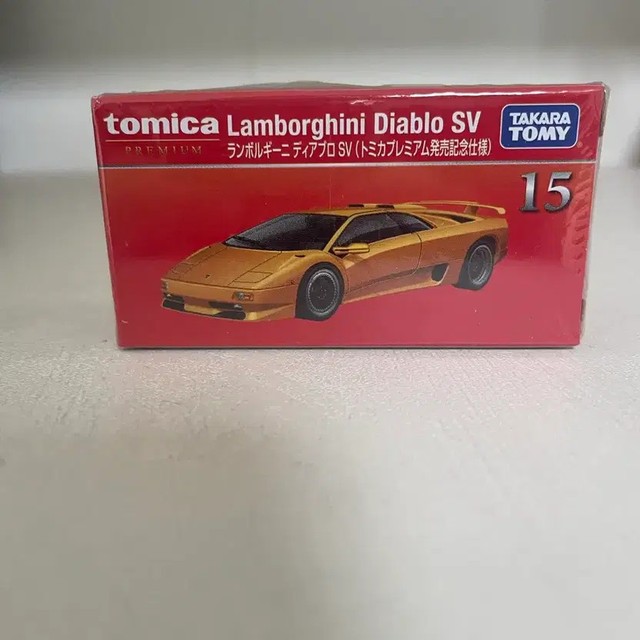 tomica Lamborghini Diablo SV
PREMIUM ランボルギーニ ディアブロ SV (トミカプレミアム発売記念仕様)
TAKARA
TOMY
15